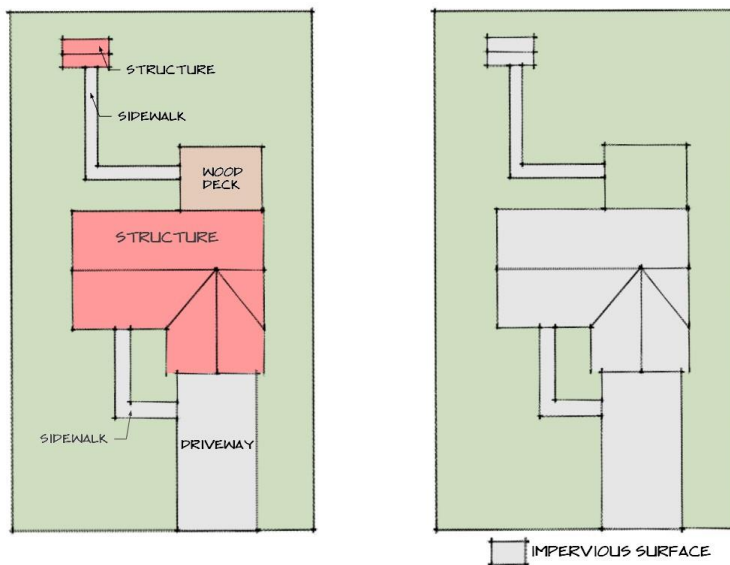 STRUCTURE
SIDEWALK
WOOD
DECK
STRUCTURE
SIDEWALK
DRIVEWAY
IMPERVIOUS SURFACE